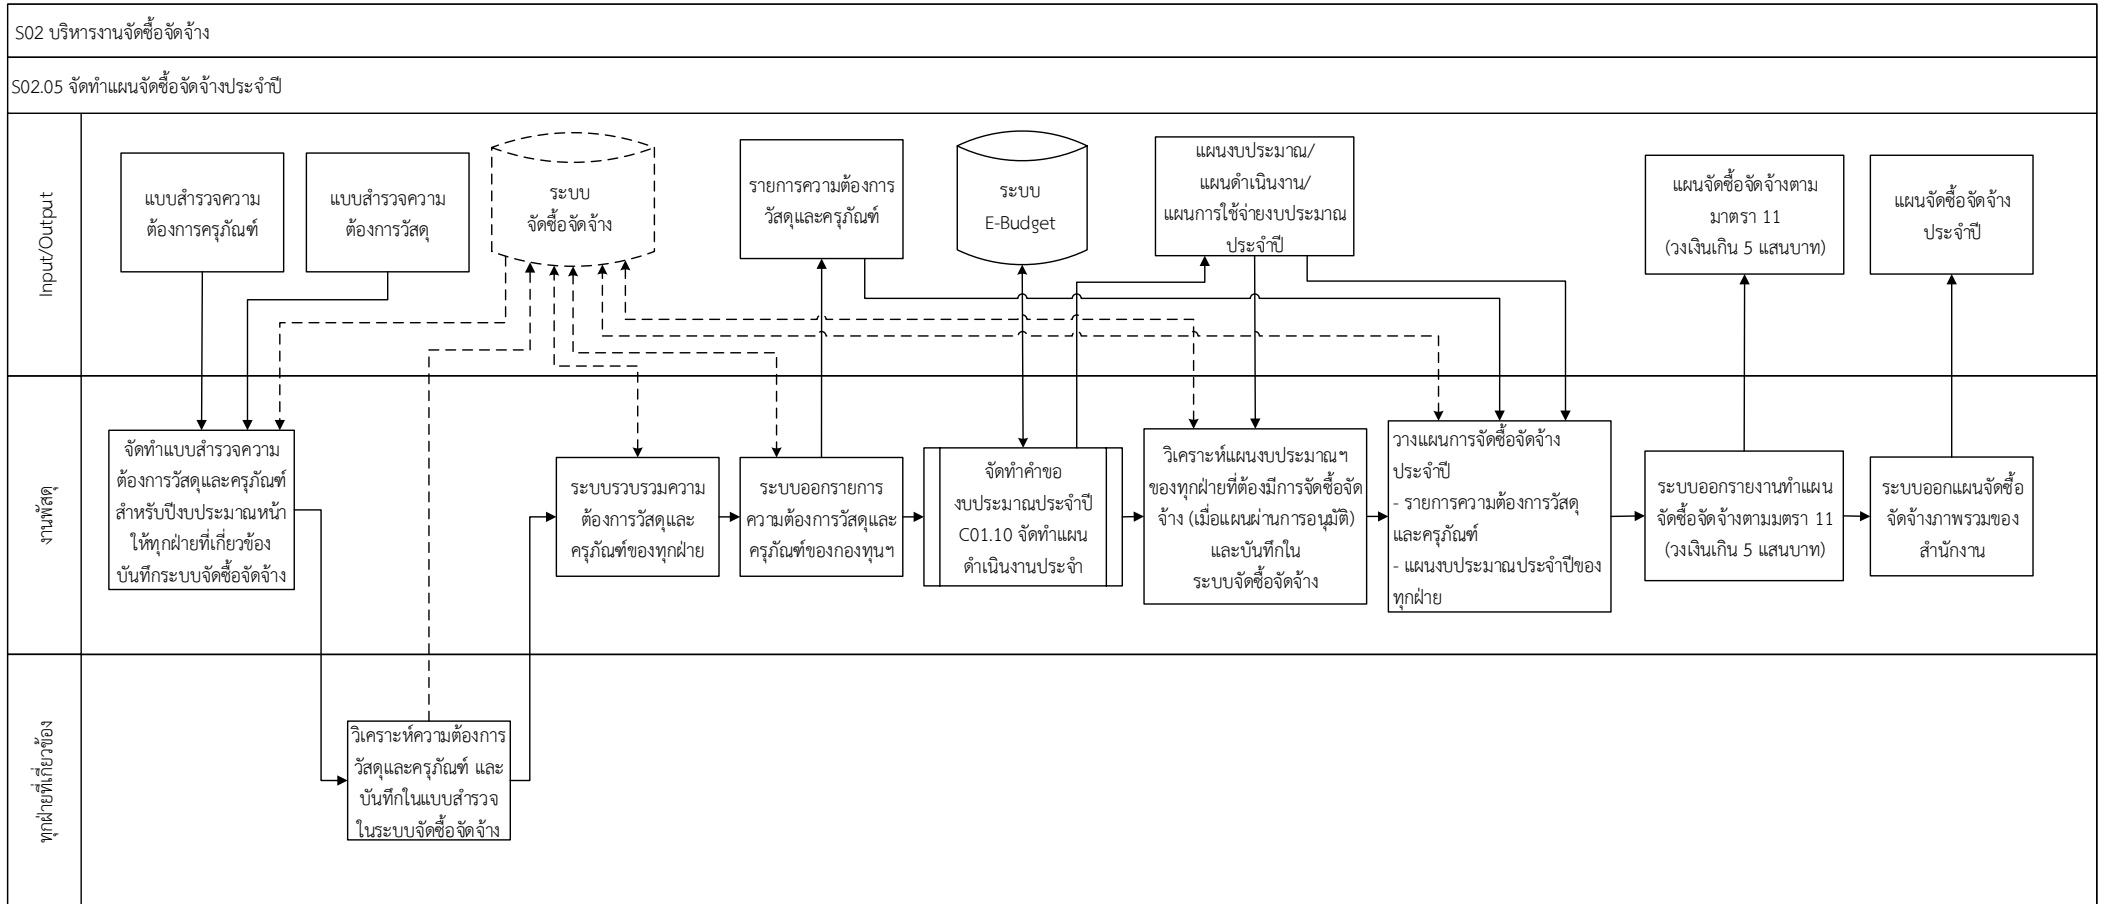 S02 บริหารงานจัดซื้อจัดจ้าง
S02.05 จัดทำแผนจัดซื้อจัดจ้างประจำปี
Input/Output
แบบสำรวจความ
ต้องการครุภัณฑ์
แบบสำรวจความ
ต้องการวัสดุ
ระบบ
จัดซื้อจัดจ้าง
รายการความต้องการ
วัสดุและครุภัณฑ์
ระบบ
E-Budget
แผนงบประมาณ/
แผนดำเนินงาน/
แผนการใช้จ่ายงบประมาณ
ประจำปี
แผนจัดซื้อจัดจ้างตาม
มาตรา 11
(วงเงินเกิน 5 แสนบาท)
แผนจัดซื้อจัดจ้าง
ประจำปี
งานพัสดุ
จัดทำแบบสำรวจความ
ต้องการวัสดุและครุภัณฑ์
สำหรับปีงบประมาณหน้า
ให้ทุกฝ่ายที่เกี่ยวข้อง
บันทึกระบบจัดซื้อจัดจ้าง
ระบบรวบรวมความ
ต้องการวัสดุและ
ครุภัณฑ์ของทุกฝ่าย
ระบบออกรายการ
ความต้องการวัสดุและ
ครุภัณฑ์ของกองทุนฯ
จัดทำคำขอ
งบประมาณประจำปี
C01.10 จัดทำแผน
ดำเนินงานประจำ
วิเคราะห์แผนงบประมาณฯ
ของทุกฝ่ายที่ต้องมีการจัดซื้อจัด
จ้าง (เมื่อแผนผ่านการอนุมัติ)
และบันทึกใน
ระบบจัดซื้อจัดจ้าง
วางแผนการจัดซื้อจัดจ้าง
ประจำปี
- รายการความต้องการวัสดุ
และครุภัณฑ์
- แผนงบประมาณประจำปีของ
ทุกฝ่าย
ระบบออกรายงานทำแผน
จัดซื้อจัดจ้างตามมตรา 11
(วงเงินเกิน 5 แสนบาท)
ระบบออกแผนจัดซื้อ
จัดจ้างภาพรวมของ
สำนักงาน
ทุกฝ่ายที่เกี่ยวข้อง
วิเคราะห์ความต้องการ
วัสดุและครุภัณฑ์ และ
บันทึกในแบบสำรวจ
ในระบบจัดซื้อจัดจ้าง